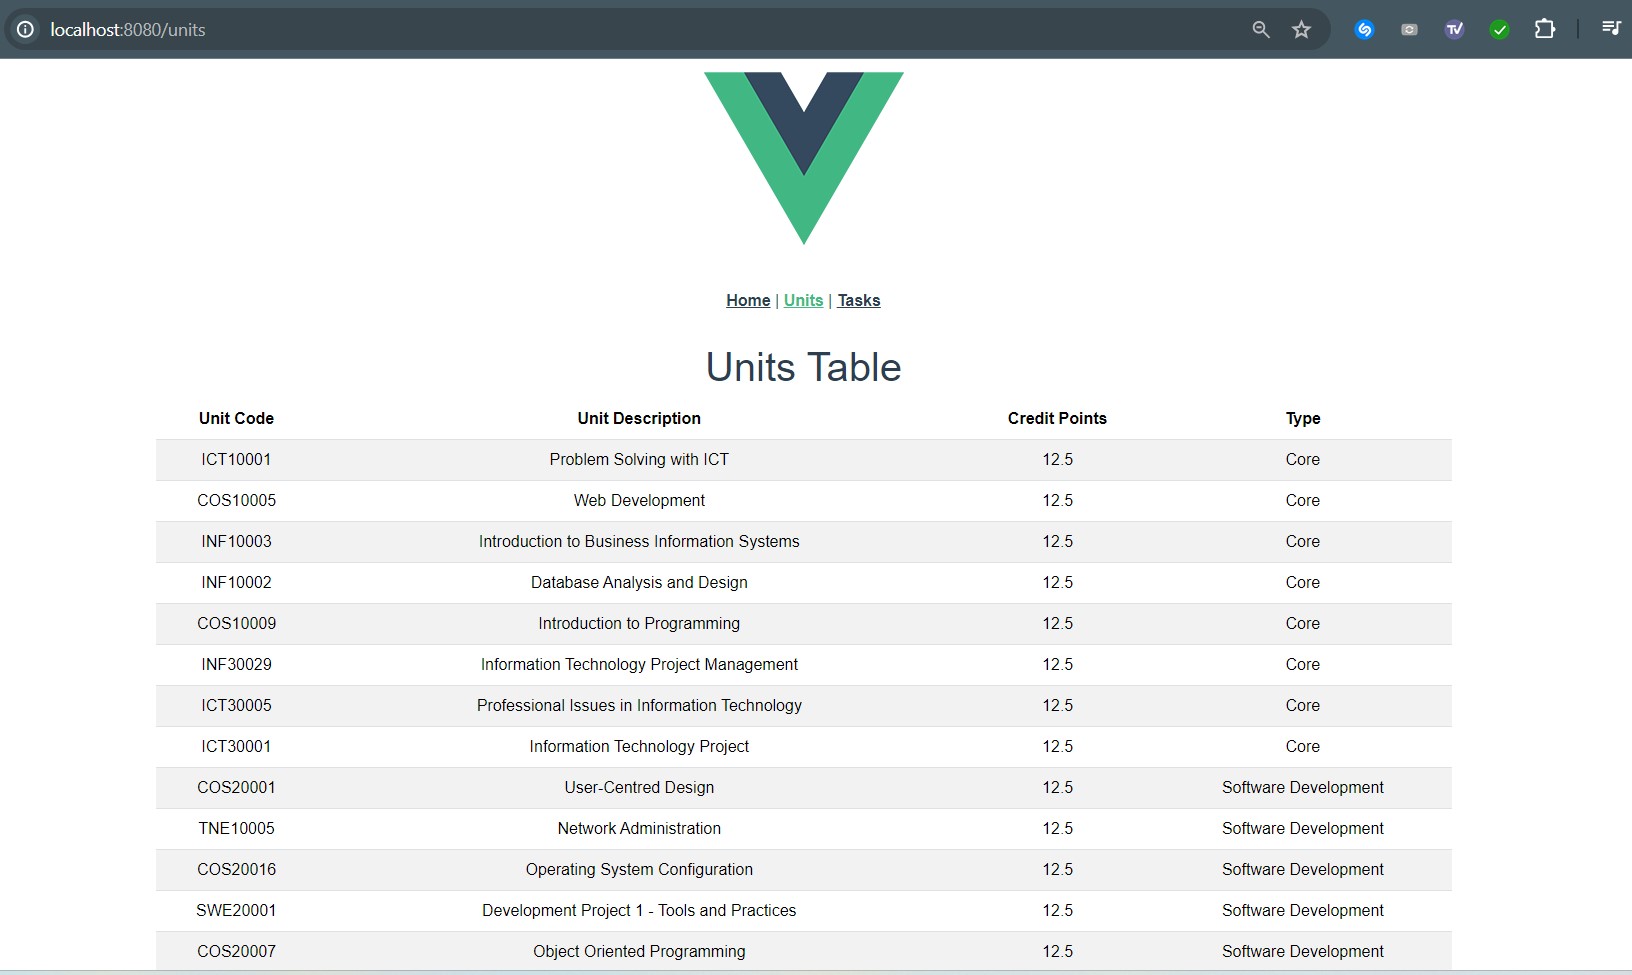 localhost:8080/units
TV
Home | Units | Tasks
Units Table
Unit Code Unit Description Credit Points Type
ICT10001 Problem Solving with ICT 12.5 Core
COS10005 Web Development 12.5 Core
INF10003 Introduction to Business Information Systems 12.5 Core
INF10002 Database Analysis and Design 12.5 Core
COS10009 Introduction to Programming 12.5 Core
INF30029 Information Technology Project Management 12.5 Core
ICT30005 Professional Issues in Information Technology 12.5 Core
ICT30001 Information Technology Project 12.5 Core
COS20001 User-Centred Design 12.5 Software Development
TNE10005 Network Administration 12.5 Software Development
COS20016 Operating System Configuration 12.5 Software Development
SWE20001 Development Project 1 - Tools and Practices 12.5 Software Development
COS20007 Object Oriented Programming 12.5 Software Development